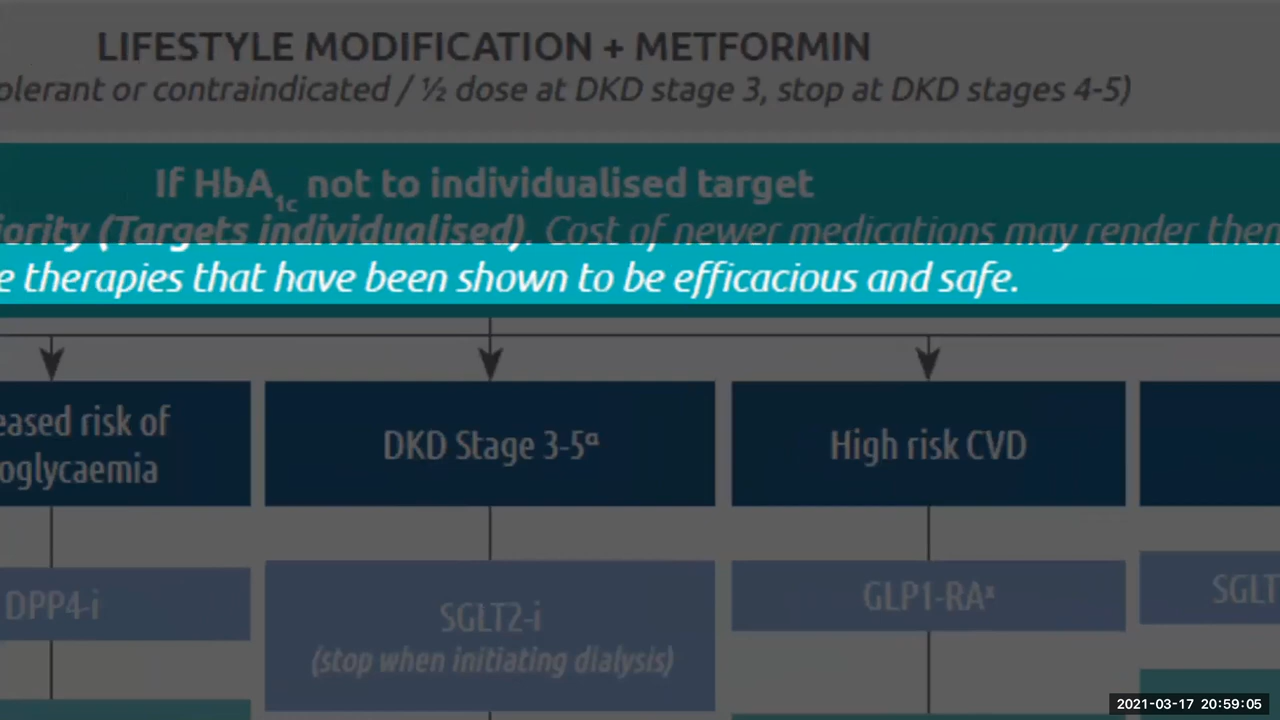 LIFESTYLE MODIFICATION + METFORMIN
olerant or contraindicated / ½ dose at DKD stage 3, stop at DKD stages 4-5)
If HbA1c not to individualised target
iority (Targets individualised). Cost of newer medications may render then
e therapies that have been shown to be efficacious and safe.
eased risk of
oglycaemia
DKD Stage 3-5ᵅ
High risk CVD
DPP4-i
SGLT2-i
(stop when initiating dialysis)
GLP1-RAˣ
SGLT
2021-03-17 20:59:05